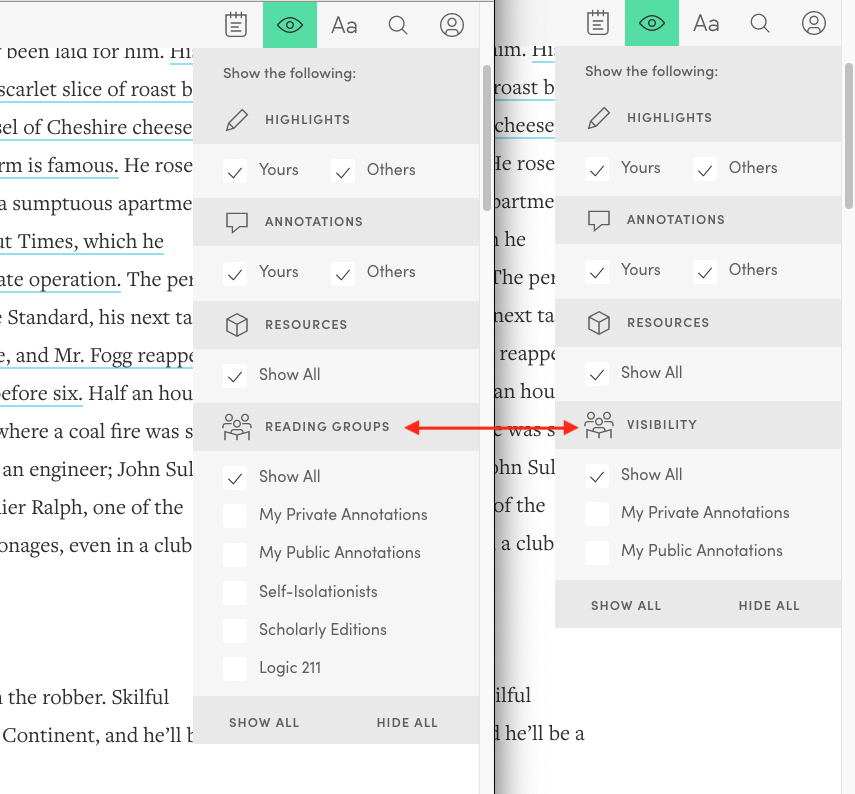 Aa
been laid for him. His
scarlet slice of roast b
sel of Cheshire cheese
rm is famous. He rose
a sumptuous apartme
ut Times, which he
ate operation. The per
e Standard, his next ta
e, and Mr. Fogg reappe
before six. Half an hou
where a coal fire was s
an engineer; John Sul
ier Ralph, one of the
onages, even in a club
n the robber. Skilful
Continent, and he'll b
Show the following:
HIGHLIGHTS
Yours Others
ANNOTATIONS
Yours Others
RESOURCES
Show All
READING GROUPS
Show All
My Private Annotations
My Public Annotations
Self-Isolationists
Scholarly Editions
Logic 211
SHOW ALL HIDE ALL
Aa
im. His
roast b
cheese
He rose
partme
h he
The per
next ta
reappe
an hou
e was s
ohn Sul
of the
a club
ilful
d he'll be a
Show the following:
HIGHLIGHTS
Yours Others
ANNOTATIONS
Yours Others
RESOURCES
Show All
VISIBILITY
Show All
My Private Annotations
My Public Annotations
SHOW ALL HIDE ALL